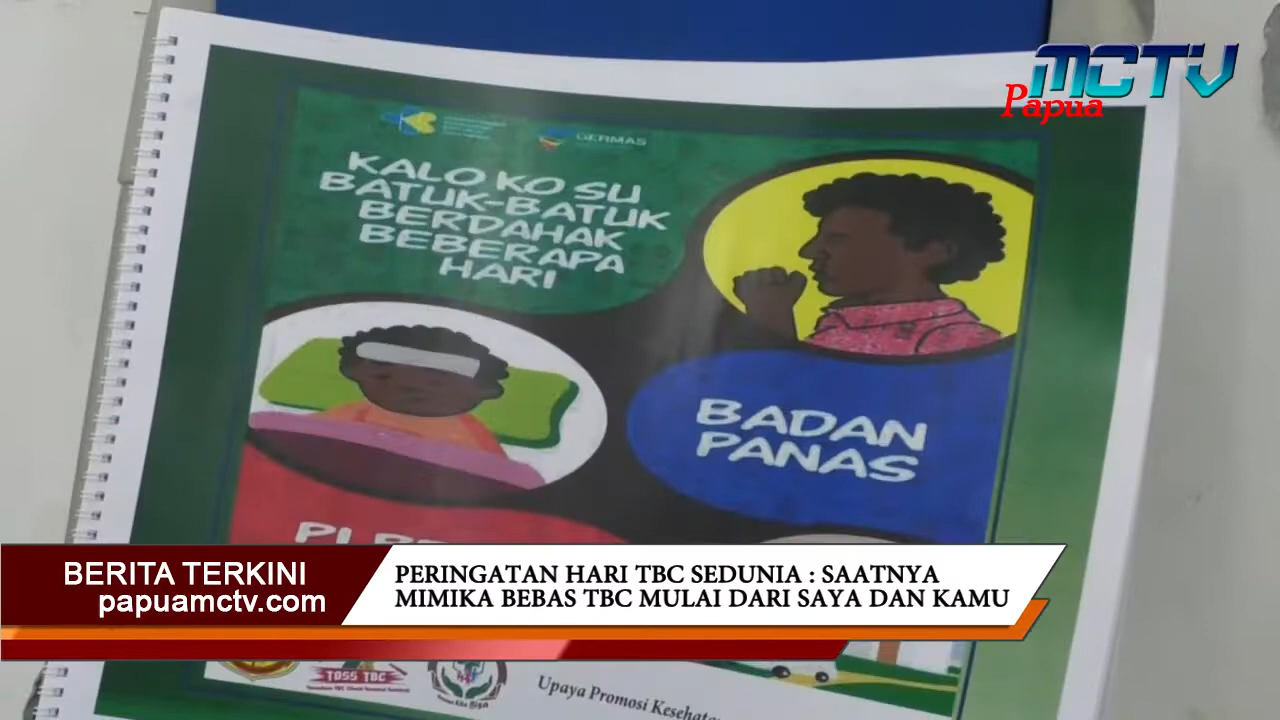 MCTV
Papua
GERMAS
KALO KO SU
BATUK-BATUK
BERDAHAK
BEBERAPA
HARI
BADAN
PANAS
BERITA TERKINI
papuamctv.com
PERINGATAN HARI TBC SEDUNIA : SAATNYA
MIMIKA BEBAS TBC MULAI DARI SAYA DAN KAMU
TOSS TBC
Upaya Promosi Kesehatan